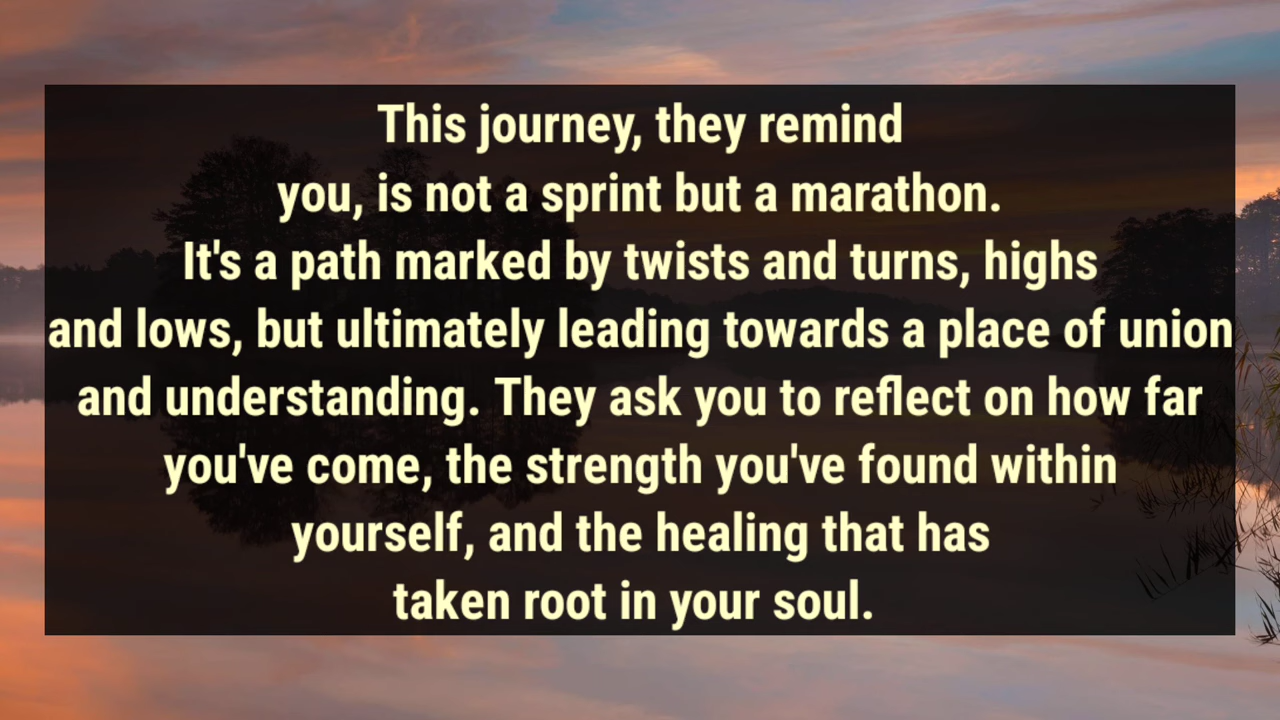 This journey, they remind
you, is not a sprint but a marathon.
It's a path marked by twists and turns, highs
and lows, but ultimately leading towards a place of union
and understanding. They ask you to reflect on how far
you've come, the strength you've found within
yourself, and the healing that has
taken root in your soul.